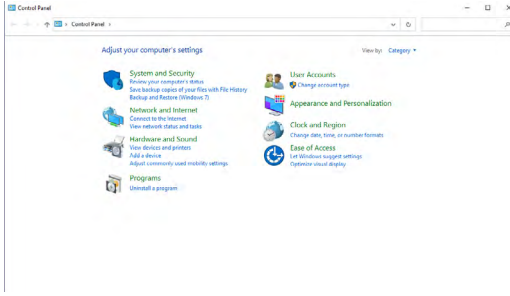 Control Panel
Control Panel
Adjust your computer's settings
View by: Category
System and Security
Review your computer's status
Save backup copies of your files with File History
Backup and Restore (Windows 7)
Network and Internet
Connect to the Internet
View network status and tasks
Hardware and Sound
View devices and printers
Add a device
Adjust commonly used mobility settings
Programs
Uninstall a program
User Accounts
Change account type
Appearance and Personalization
Clock and Region
Change date, time, or number formats
Ease of Access
Let Windows suggest settings
Optimize visual display